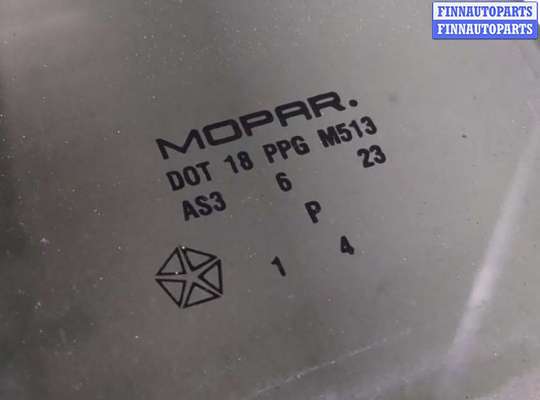 FINNAUTOPARTS
FINNAUTOPARTS
MOPAR.
DOT 18 PPG M513
AS3 6 23
P
1 4